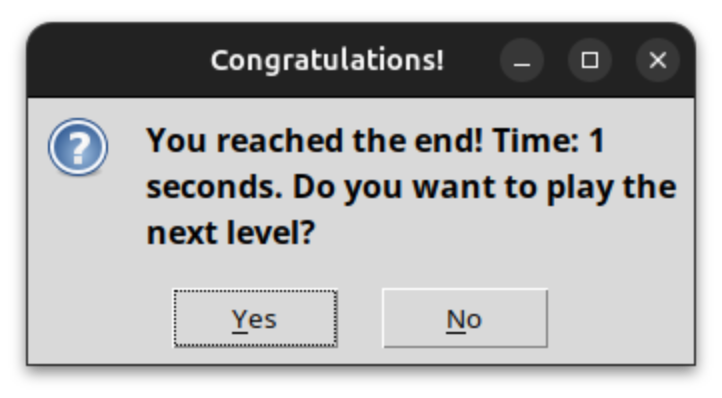 Congratulations!
You reached the end! Time: 1
seconds. Do you want to play the
next level?
Yes
No